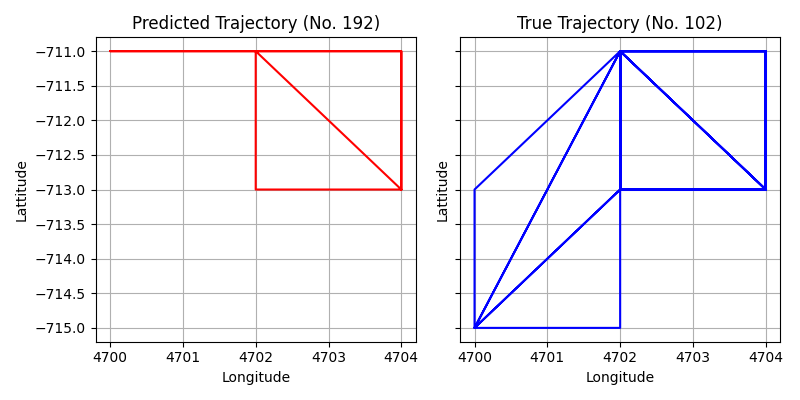 Predicted Trajectory (No. 192)
Lattitude
−711.0
−711.5
−712.0
−712.5
−713.0
−713.5
−714.0
−714.5
−715.0
4700 4701 4702 4703 4704
Longitude
True Trajectory (No. 102)
Lattitude
4700 4701 4702 4703 4704
Longitude